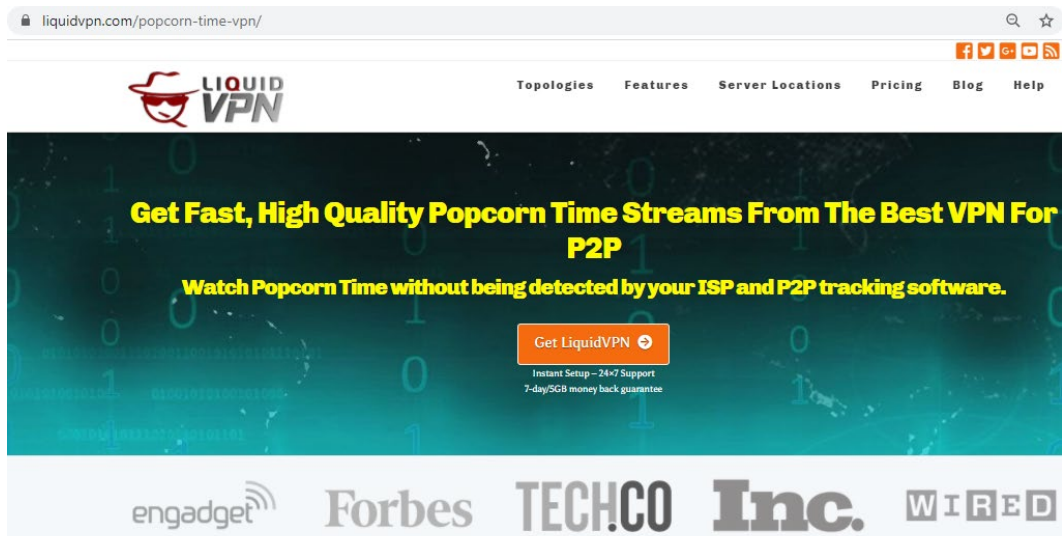 liquidvpn.com/popcorn-time-vpn/
LIQUID
VPN
Topologies Features Server Locations Pricing Blog Help
Get Fast, High Quality Popcorn Time Streams From The Best VPN For
P2P
Watch Popcorn Time without being detected by your ISP and P2P tracking software.
Get LiquidVPN
Instant Setup – 24×7 Support
7-day/5GB money back guarantee
engadget Forbes TECH.CO Inc. WIRED